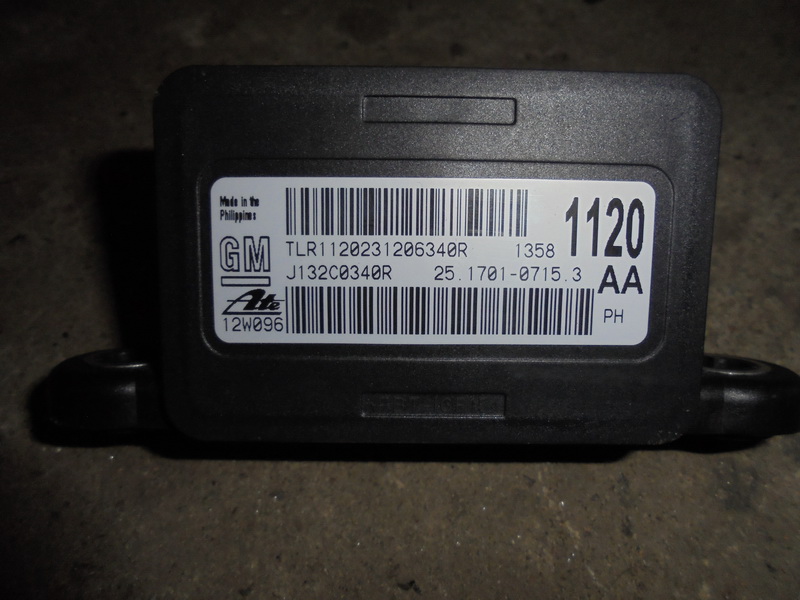 Made in the
Philippines
GM
TLR1120231206340R 1358
1120
J132C0340R 25.1701-0715.3
AA
Ate
12W096
PH